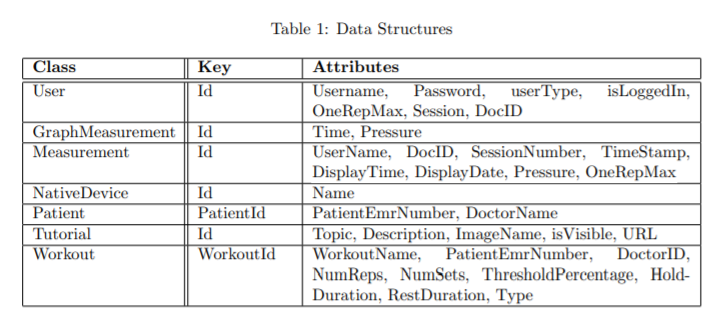 Table 1: Data Structures
Class Key Attributes
User Id Username, Password, userType, isLoggedIn,
OneRepMax, Session, DocID
GraphMeasurement Id Time, Pressure
Measurement Id UserName, DocID, SessionNumber, TimeStamp,
DisplayTime, DisplayDate, Pressure, OneRepMax
NativeDevice Id Name
Patient PatientId PatientEmrNumber, DoctorName
Tutorial Id Topic, Description, ImageName, isVisible, URL
Workout WorkoutId WorkoutName, PatientEmrNumber, DoctorID,
NumReps, NumSets, ThresholdPercentage, Hold-
Duration, RestDuration, Type